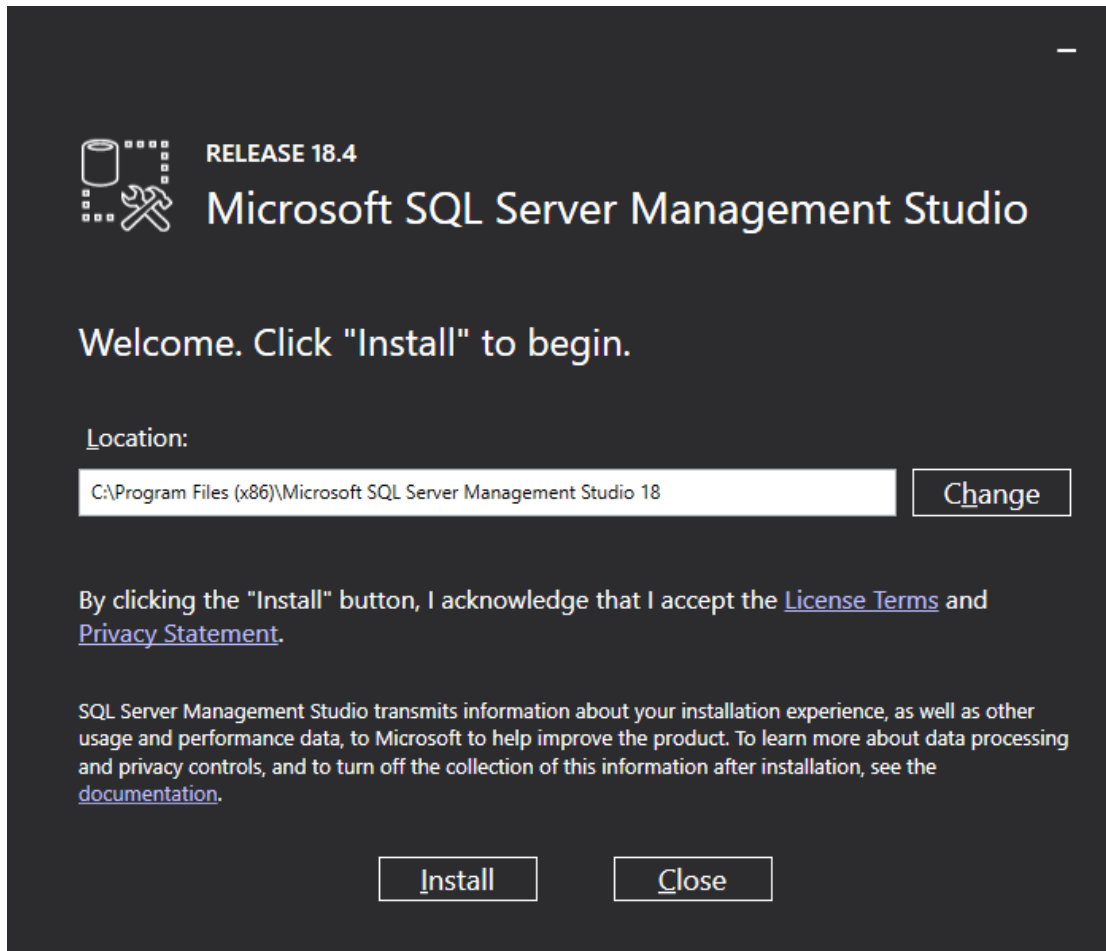 RELEASE 18.4
Microsoft SQL Server Management Studio
Welcome. Click "Install" to begin.
Location:
C:\Program Files (x86)\Microsoft SQL Server Management Studio 18
Change
By clicking the "Install" button, I acknowledge that I accept the License Terms and
Privacy Statement.
SQL Server Management Studio transmits information about your installation experience, as well as other
usage and performance data, to Microsoft to help improve the product. To learn more about data processing
and privacy controls, and to turn off the collection of this information after installation, see the
documentation.
Install
Close